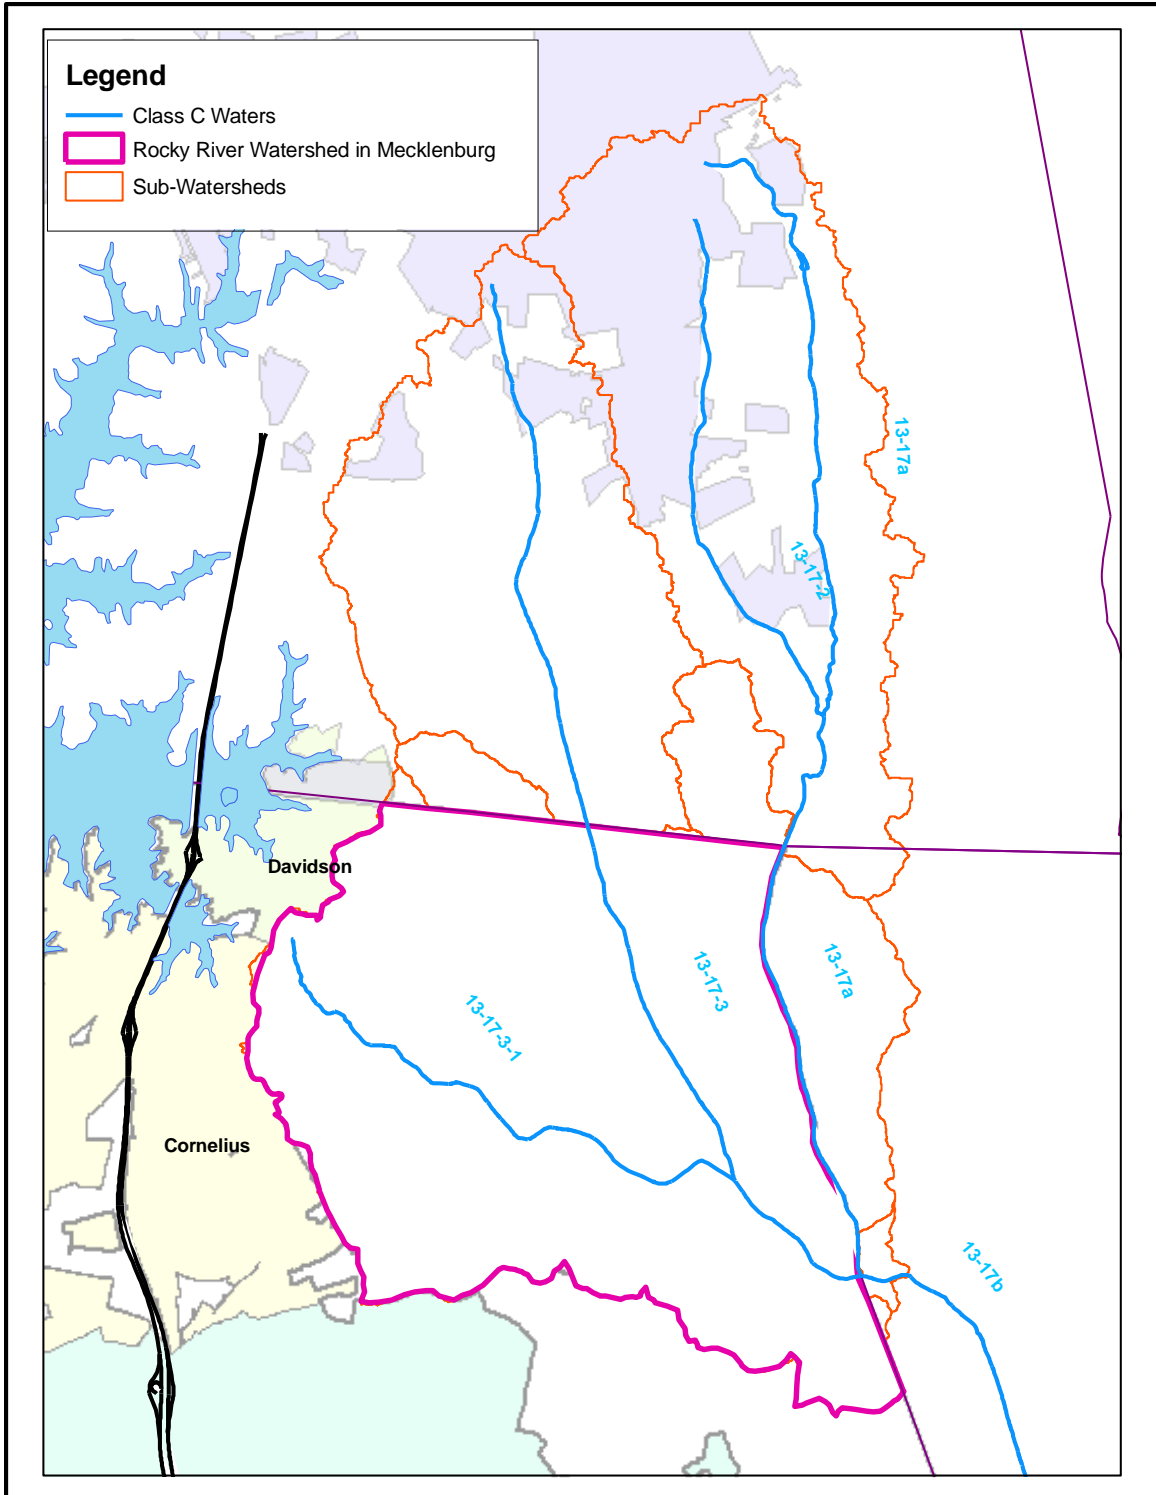 Legend
Class C Waters
Rocky River Watershed in Mecklenburg
Sub-Watersheds
13-17a
13-17-2
Davidson
13-17-3
13-17a
13-17-3-1
Cornelius
13-17b